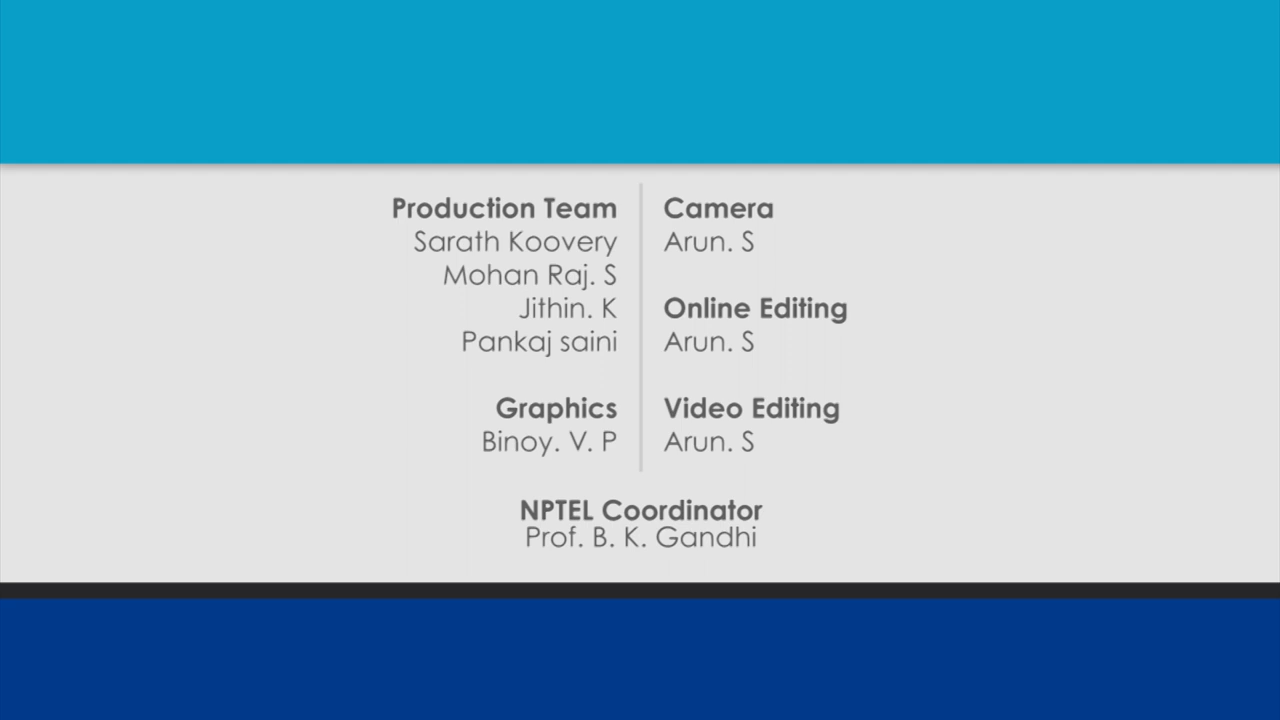 Production Team
Sarath Koovery
Mohan Raj. S
Jithin. K
Pankaj saini
Graphics
Binoy. V. P
Camera
Arun. S
Online Editing
Arun. S
Video Editing
Arun. S
NPTEL Coordinator
Prof. B. K. Gandhi